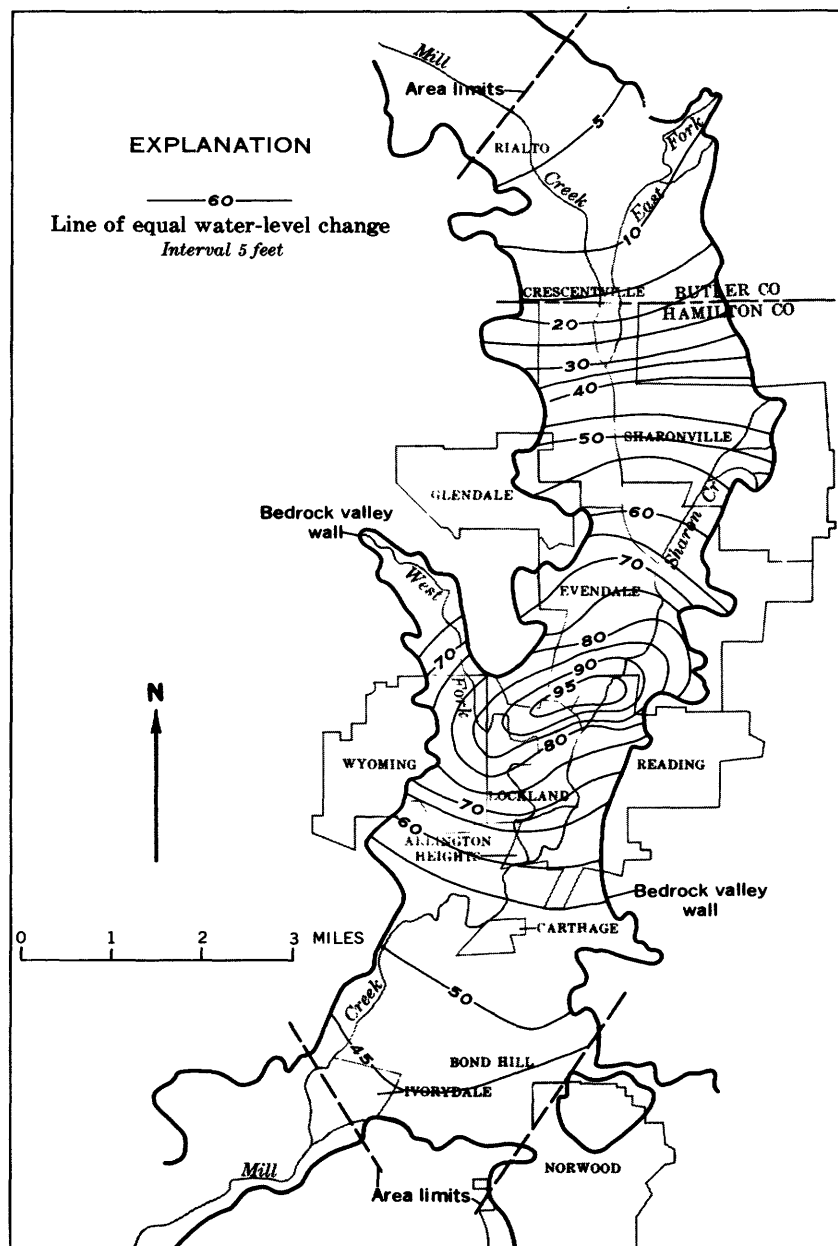 Mill
Area limits
5
Fork
EXPLANATION
RIALTO
60
Creek
East
Line of equal water-level change
Interval 5 feet
10
CRESCENTVILLE
BUTLER CO
HAMILTON CO
20
30
40
50
SHARONVILLE
GLENDALE
Bedrock valley
wall
60
Sharon Cr
West
70
EVENDALE
80
70
90
Fork
95
N
80
WYOMING
READING
LOCKLAND
70
60
ARLINGTON
HEIGHTS
Bedrock valley
wall
CARTHAGE
0 1 2 3 MILES
50
Creek
45
BOND HILL
IVORYDALE
NORWOOD
Mill
Area limits